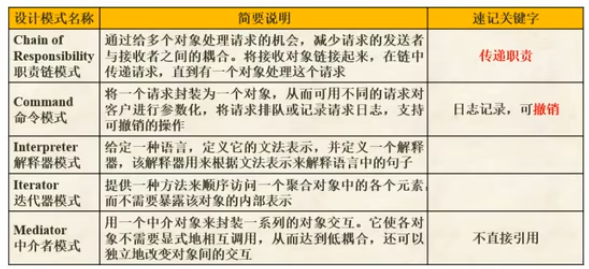 设计模式名称 简要说明 速记关键字
Chain of
Responsibility
职责链模式
通过给多个对象处理请求的机会，减少请求的发送者
与接收者之间的耦合。将接收对象链接起来，在链中
传递请求，直到有一个对象处理这个请求
传递职责
Command
命令模式
将一个请求封装为一个对象，从而可用不同的请求对
客户进行参数化，将请求排队或记录请求日志，支持
可撤销的操作
日志记录，可撤销
Interpreter
解释器模式
给定一种语言，定义它的文法表示，并定义一个解释
器，该解释器用来根据文法表示来解释语言中的句子
Iterator
迭代器模式
提供一种方法来顺序访问一个聚合对象中的各个元素，
而不需要暴露该对象的内部表示
Mediator
中介者模式
用一个中介对象来封装一系列的对象交互。它使各对
象不需要显式地相互调用，从而达到低耦合，还可以
独立地改变对象间的交互
不直接引用